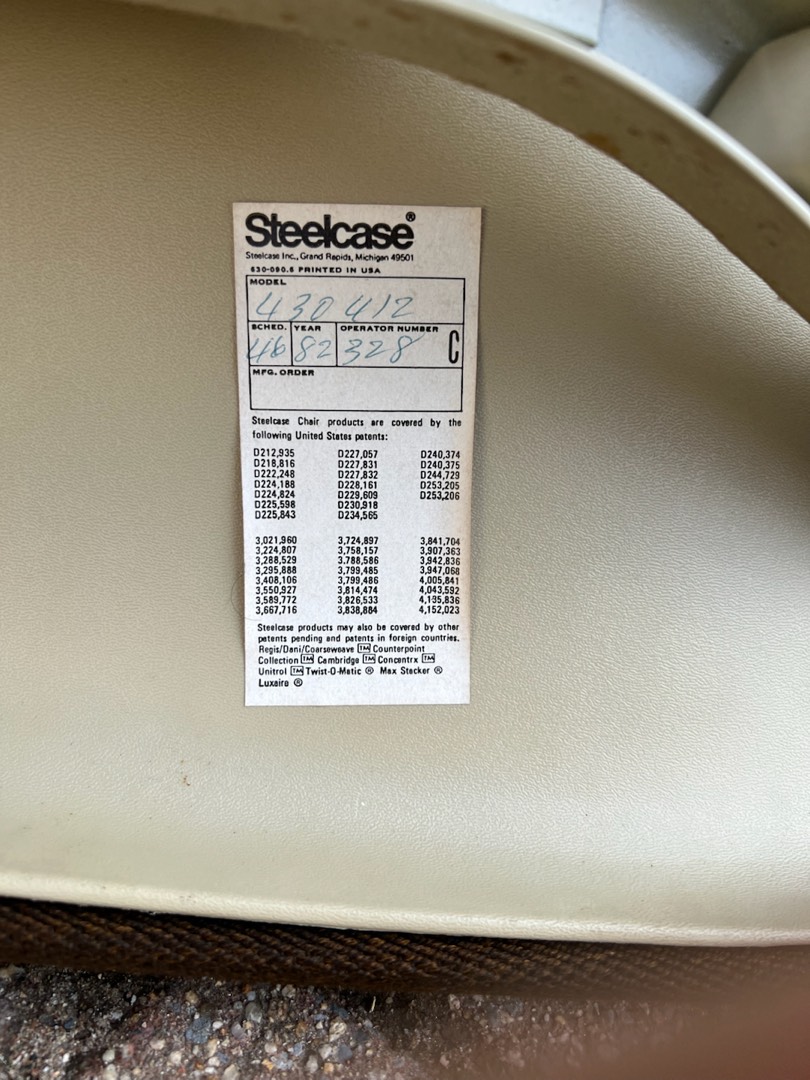 Steelcase®
Steelcase Inc., Grand Rapids, Michigan 49501
630-090.6 PRINTED IN USA
MODEL
430 412
SCHED. YEAR OPERATOR NUMBER
46 82 328 C
MFG. ORDER
Steelcase Chair products are covered by the
following United States patents:
D212,935 D227,057 D240,374
D218,816 D227,831 D240,375
D222,248 D227,832 D244,729
D224,188 D228,161 D253,205
D224,824 D229,609 D253,206
D225,598 D230,918
D225,843 D234,565
3,021,960 3,724,897 3,841,704
3,224,807 3,758,157 3,907,363
3,288,529 3,788,586 3,942,836
3,295,888 3,799,485 3,947,068
3,408,106 3,799,486 4,005,841
3,550,927 3,814,474 4,043,592
3,589,772 3,826,533 4,135,836
3,667,716 3,838,884 4,152,023
Steelcase products may also be covered by other
patents pending and patents in foreign countries.
Regis/Dani/Coarseweave TM Counterpoint
Collection TM Cambridge TM Concentrx TM
Unitrol TM Twist-O-Matic ® Max Stacker ®
Luxaire ®